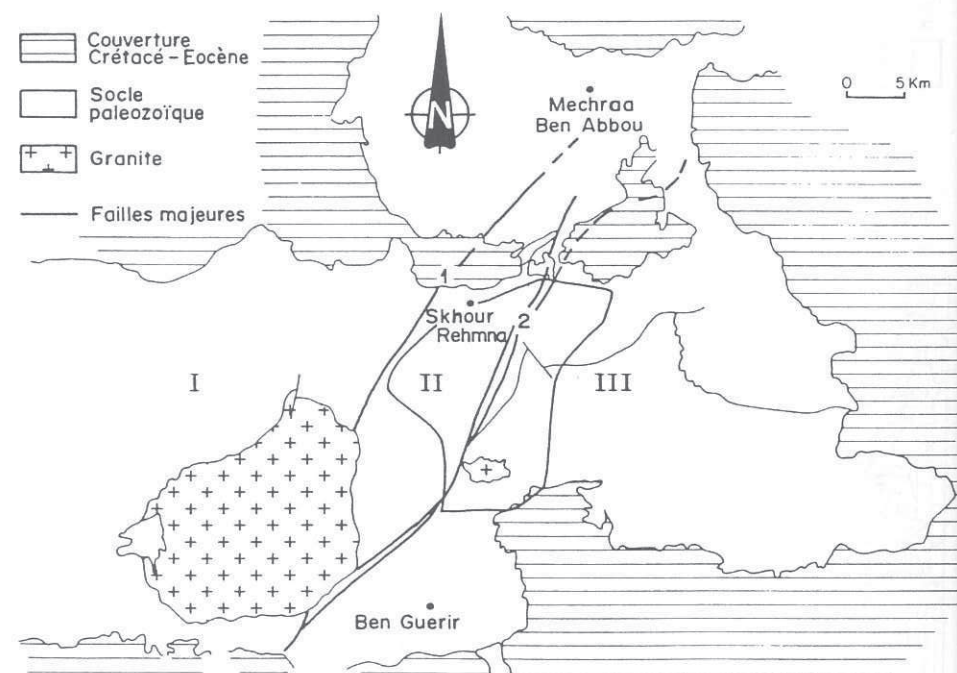 Couverture
Crétacé-Eocène
Socle
paleozoïque
Granite
Failles majeures
N
0 5 Km
Mechraa
Ben Abbou
1
Skhour
Rehmna
2
I
II
III
Ben Guerir